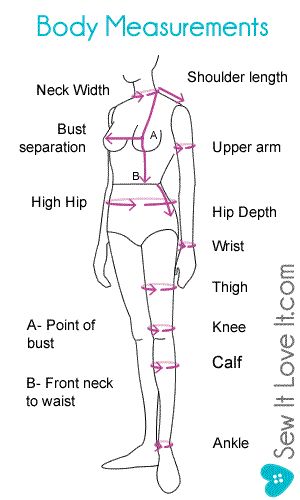 Body Measurements
Shoulder length
Neck Width
Bust
separation
A
Upper arm
B
High Hip
Hip Depth
Wrist
Thigh
A- Point of
bust
Knee
Calf
B- Front neck
to waist
Ankle
Sew It Love It.com